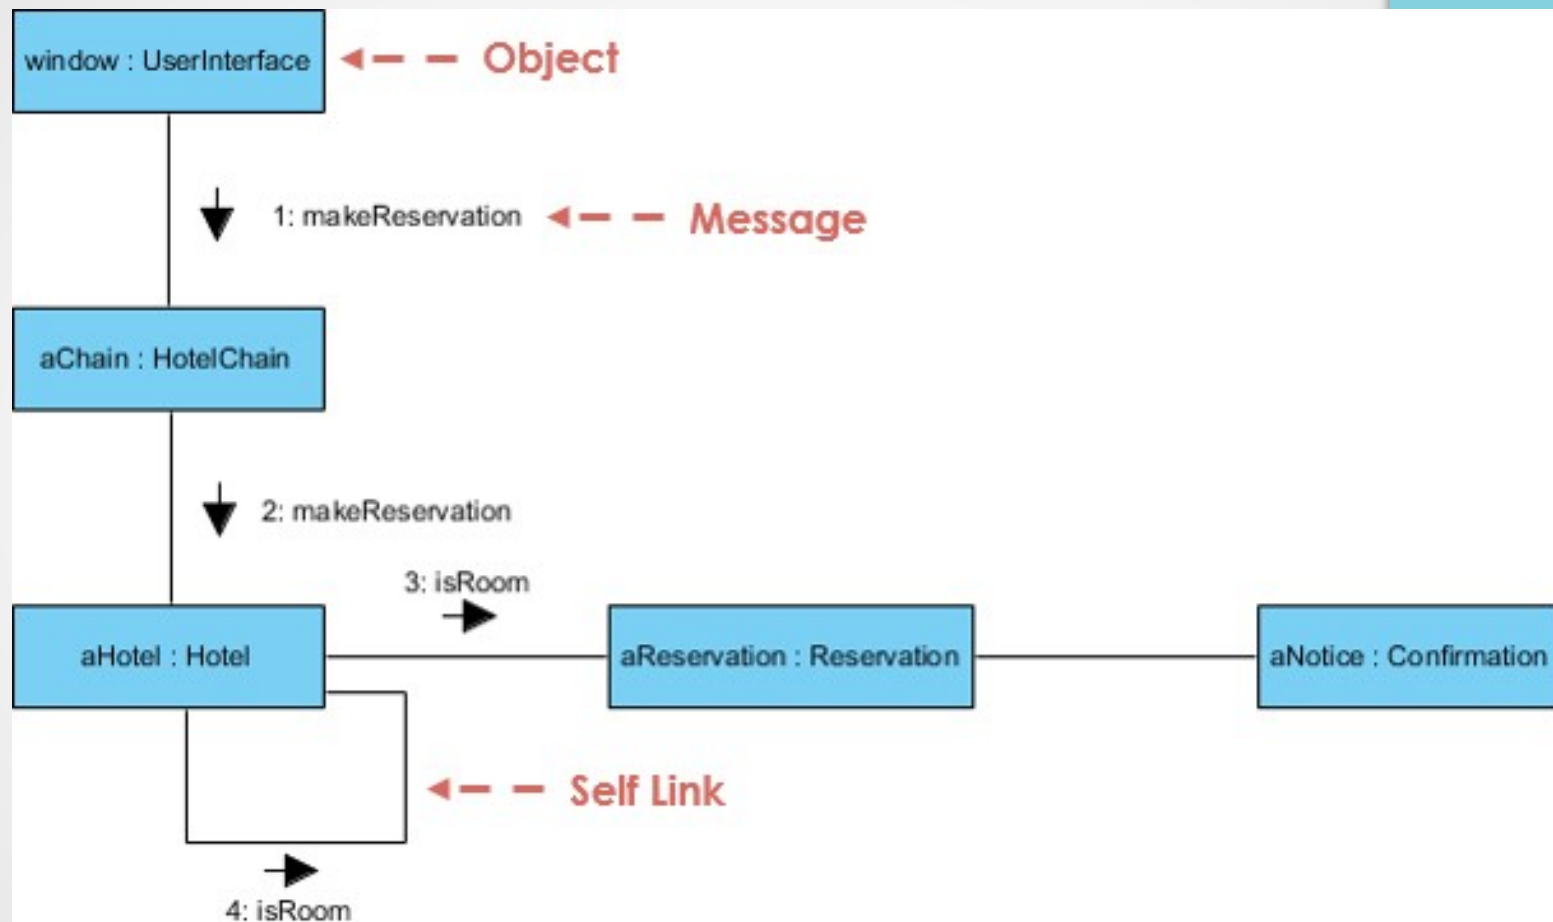 window : UserInterface
Object
1: makeReservation
Message
aChain : HotelChain
2: makeReservation
3: isRoom
aHotel : Hotel
aReservation : Reservation
aNotice : Confirmation
Self Link
4: isRoom